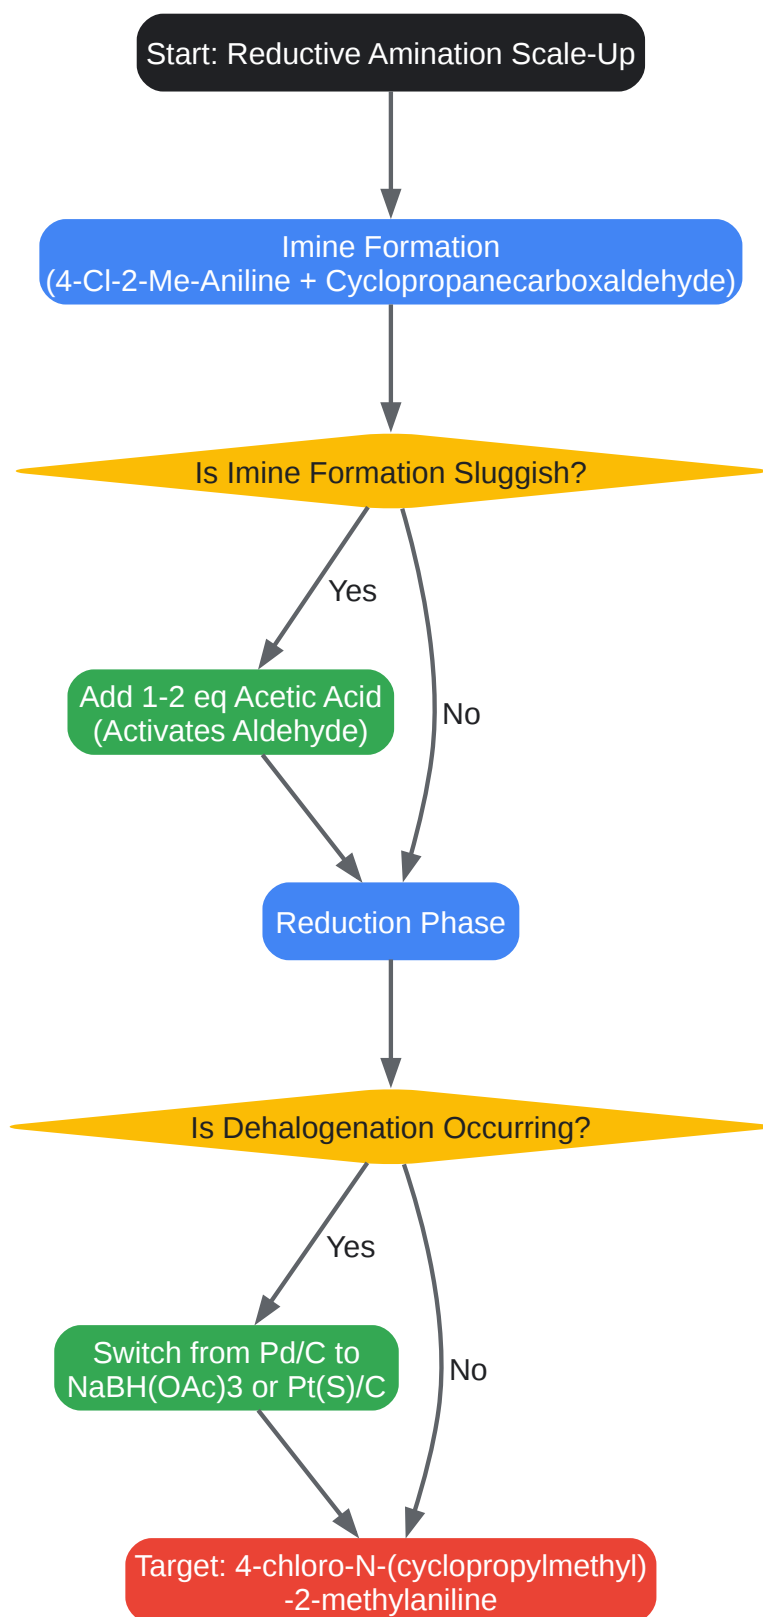 Start: Reductive Amination Scale-Up
Imine Formation
(4-Cl-2-Me-Aniline + Cyclopropanecarboxaldehyde)
Is Imine Formation Sluggish?
Yes
Add 1-2 eq Acetic Acid
(Activates Aldehyde)
No
Reduction Phase
Is Dehalogenation Occurring?
Yes
Switch from Pd/C to
NaBH(OAc)3 or Pt(S)/C
No
Target: 4-chloro-N-(cyclopropylmethyl)
-2-methylaniline